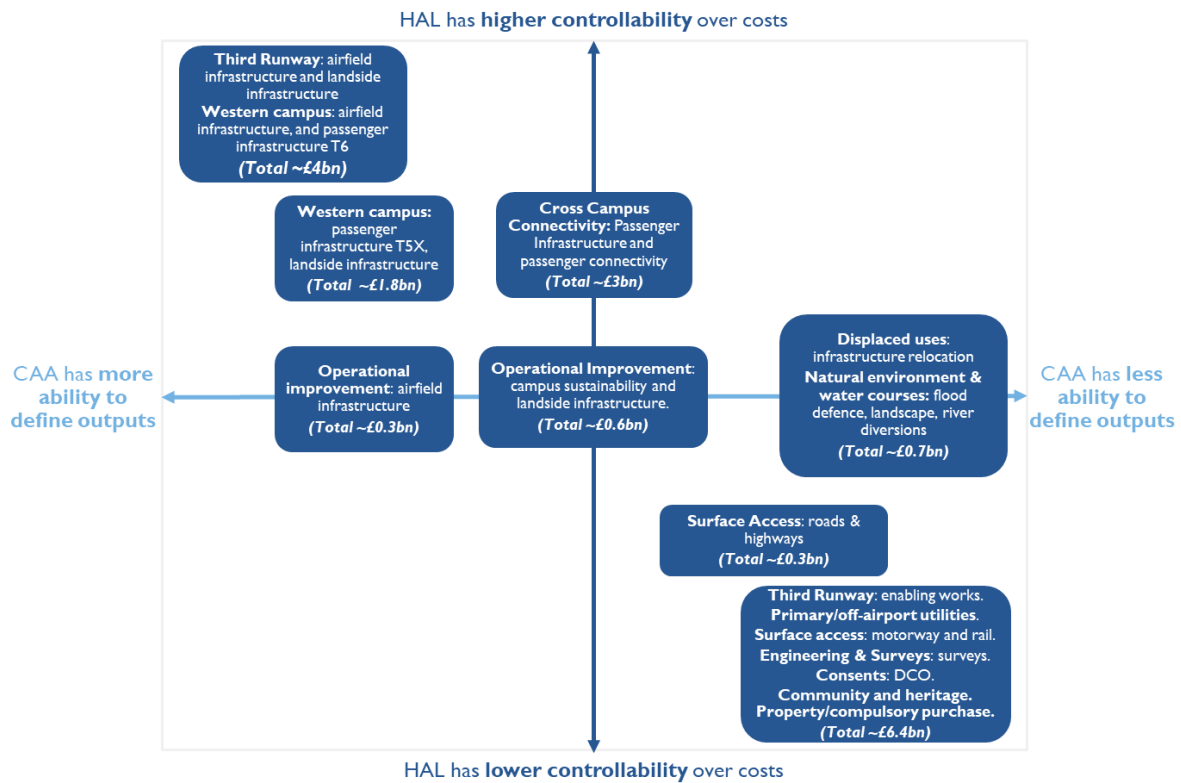 HAL has higher controllability over costs
Third Runway: airfield
infrastructure and landside
infrastructure
Western campus: airfield
infrastructure, and passenger
infrastructure T6
(Total ~£4bn)
Western campus:
passenger
infrastructure T5X,
landside infrastructure
(Total ~£1.8bn)
Cross Campus
Connectivity: Passenger
Infrastructure and
passenger connectivity
(Total ~£3bn)
CAA has more
ability to
define outputs
Operational
improvement: airfield
infrastructure
(Total ~£0.3bn)
Operational Improvement:
campus sustainability and
landside infrastructure.
(Total ~£0.6bn)
Displaced uses:
infrastructure relocation
Natural environment &
water courses: flood
defence, landscape, river
diversions
(Total ~£0.7bn)
CAA has less
ability to
define outputs
Surface Access: roads &
highways
(Total ~£0.3bn)
Third Runway: enabling works.
Primary/off-airport utilities.
Surface access: motorway and rail.
Engineering & Surveys: surveys.
Consents: DCO.
Community and heritage.
Property/compulsory purchase.
(Total ~£6.4bn)
HAL has lower controllability over costs